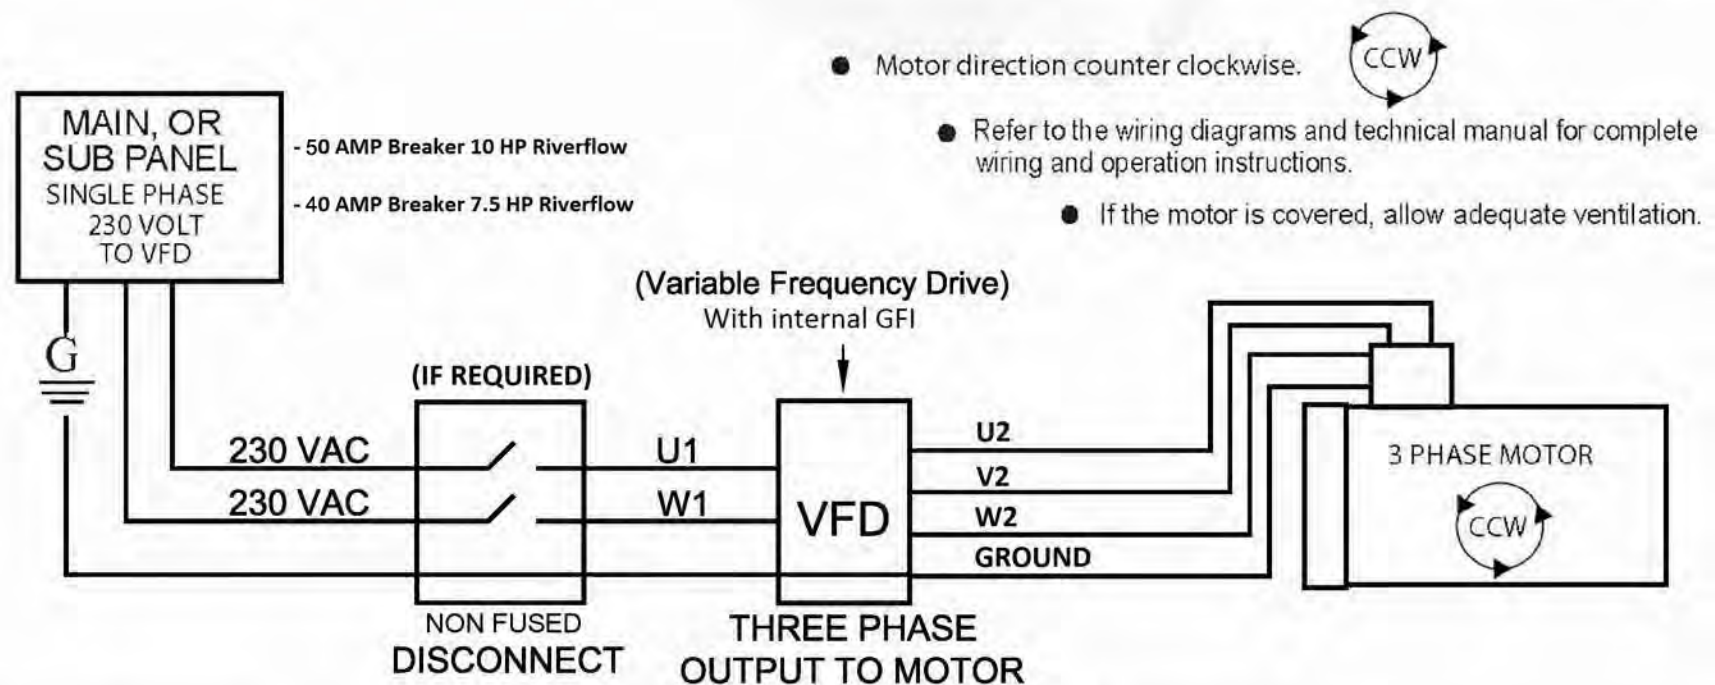 ● Motor direction counter clockwise.
CCW
● Refer to the wiring diagrams and technical manual for complete
wiring and operation instructions.
● If the motor is covered, allow adequate ventilation.
MAIN, OR
SUB PANEL
SINGLE PHASE
230 VOLT
TO VFD
- 50 AMP Breaker 10 HP Riverflow
- 40 AMP Breaker 7.5 HP Riverflow
G
(Variable Frequency Drive)
With internal GFI
(IF REQUIRED)
230 VAC
230 VAC
U1
W1
VFD
U2
V2
W2
GROUND
3 PHASE MOTOR
CCW
NON FUSED
DISCONNECT
THREE PHASE
OUTPUT TO MOTOR